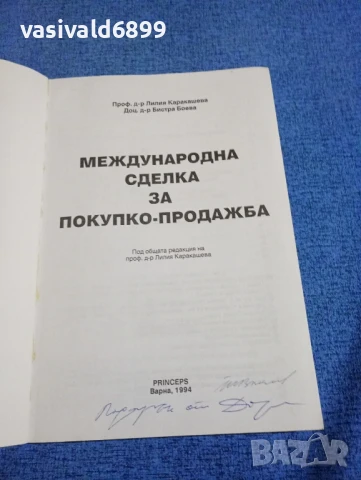 vasivald6899
Проф. д-р Лилия Каракашева
Доц. д-р Бистра Боева
МЕЖДУНАРОДНА
СДЕЛКА
ЗА
ПОКУПКО-ПРОДАЖБА
Под общата редакция на
проф. д-р Лилия Каракашева
PRINCEPS
Варна, 1994
от
BAZAR